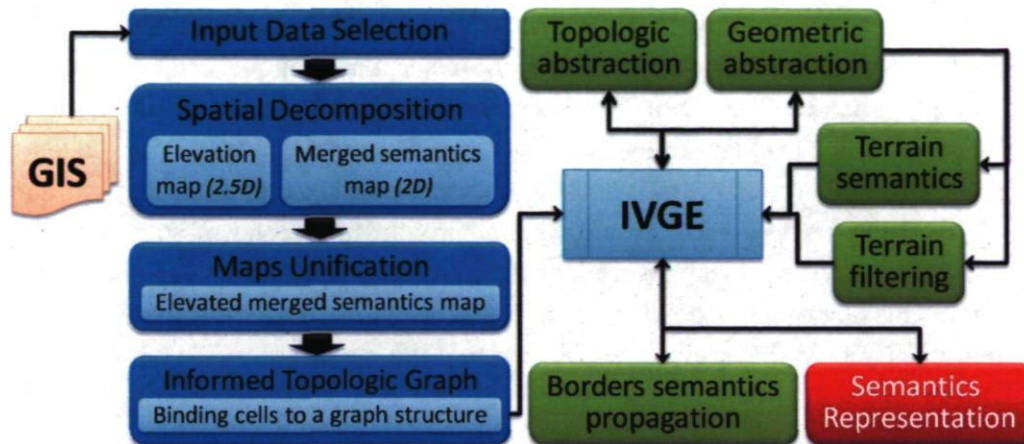 Input Data Selection
GIS
Spatial Decomposition
Elevation
map (2.5D)
Merged semantics
map (2D)
Maps Unification
Elevated merged semantics map
Informed Topologic Graph
Binding cells to a graph structure
Topologic
abstraction
Geometric
abstraction
Terrain
semantics
IVGE
Terrain
filtering
Borders semantics
propagation
Semantics
Representation